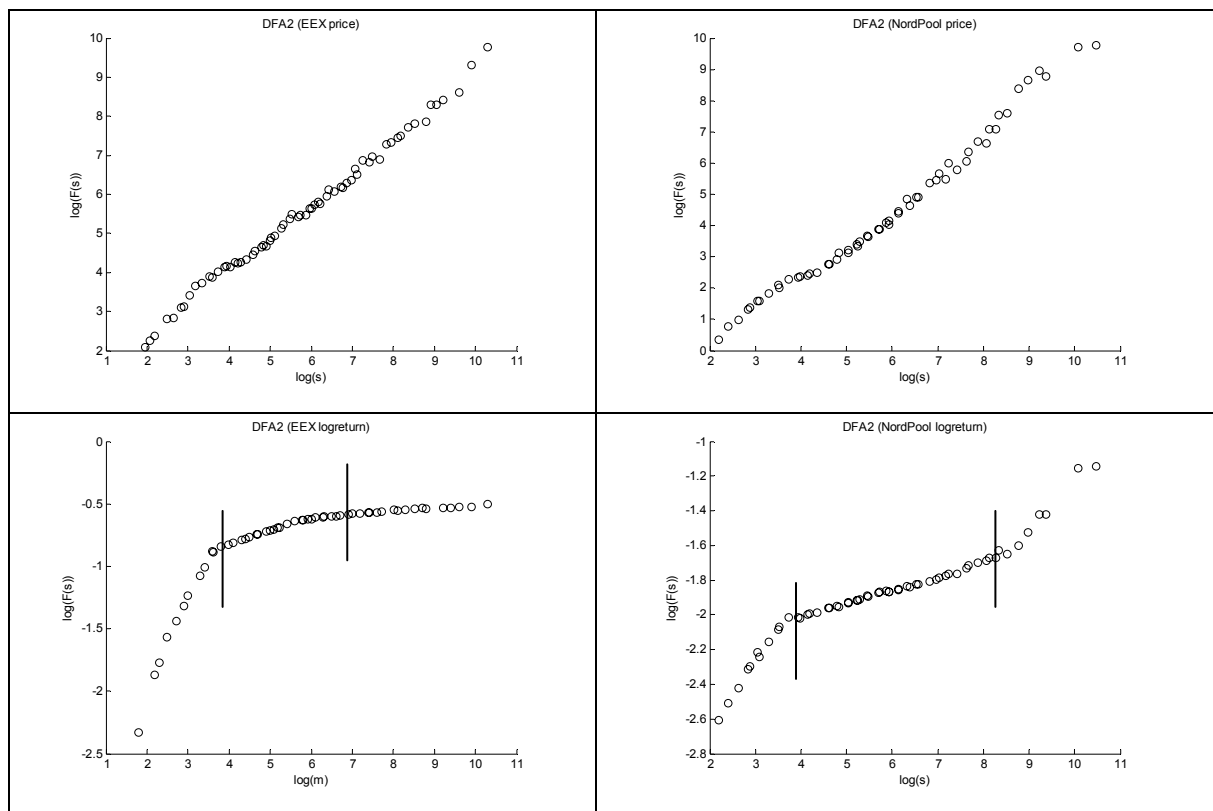 DFA2 (EEX price)
10
9
8
7
6
5
4
3
2
log(F(s))
1 2 3 4 5 6 7 8 9 10 11
log(s)
DFA2 (NordPool price)
10
9
8
7
6
5
4
3
2
1
0
log(F(s))
2 3 4 5 6 7 8 9 10 11
log(s)
DFA2 (EEX logreturn)
0
-0.5
-1
-1.5
-2
-2.5
log(F(s))
1 2 3 4 5 6 7 8 9 10 11
log(m)
DFA2 (NordPool logreturn)
-1
-1.2
-1.4
-1.6
-1.8
-2
-2.2
-2.4
-2.6
-2.8
log(F(s))
2 3 4 5 6 7 8 9 10 11
log(s)